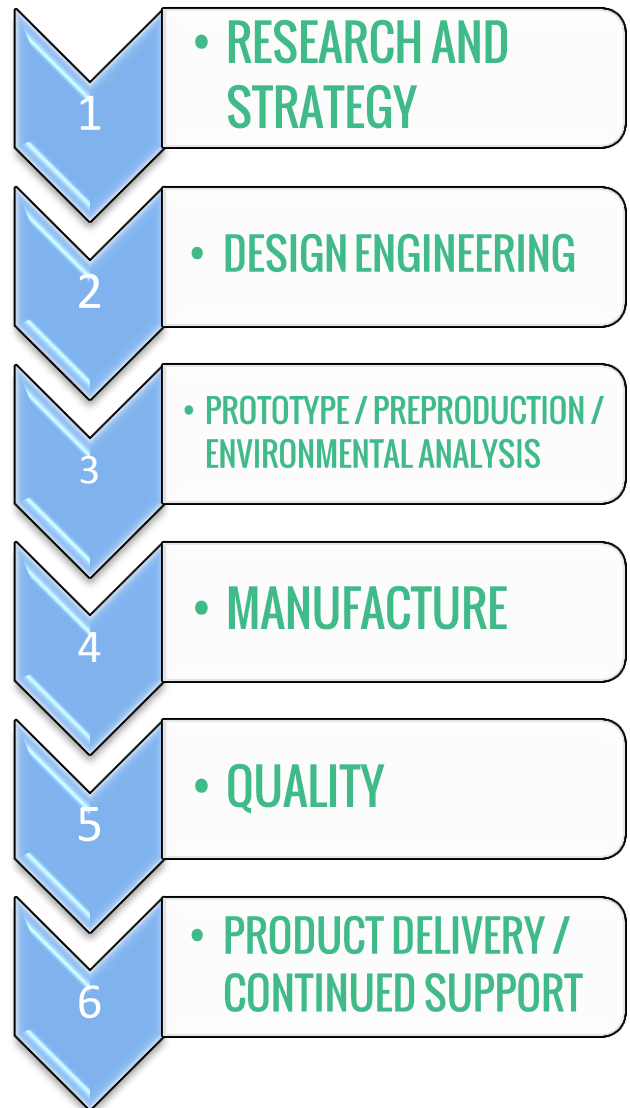 1
• RESEARCH AND
STRATEGY
2
• DESIGN ENGINEERING
3
• PROTOTYPE / PREPRODUCTION /
ENVIRONMENTAL ANALYSIS
4
• MANUFACTURE
5
• QUALITY
6
• PRODUCT DELIVERY /
CONTINUED SUPPORT